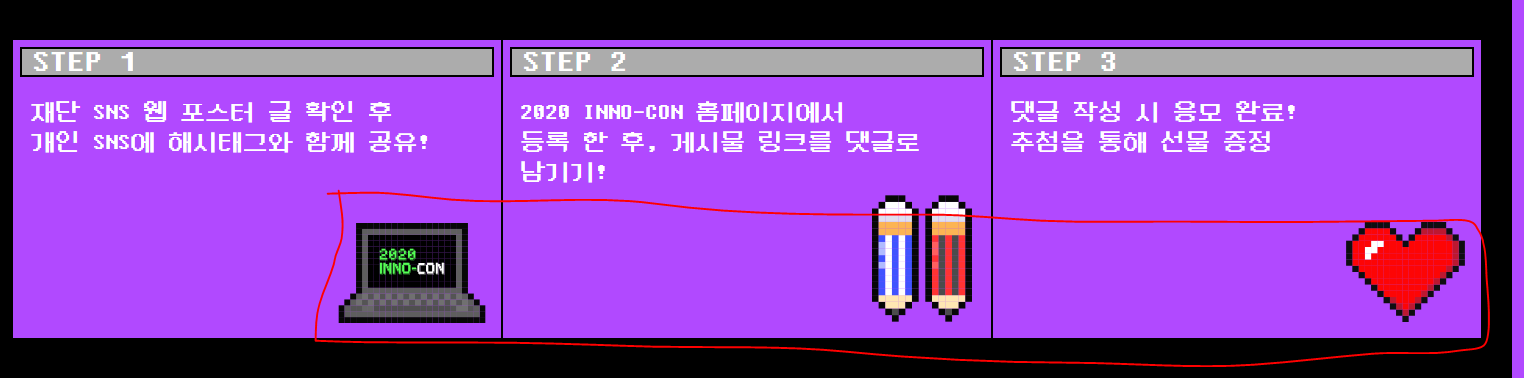 STEP 1
재단 SNS 웹 포스터 글 확인 후
개인 SNS에 해시태그와 함께 공유!
2020
INNO-CON
STEP 2
2020 INNO-CON 홈페이지에서
등록 한 후, 게시물 링크를 댓글로
남기기!
STEP 3
댓글 작성 시 응모 완료!
추첨을 통해 선물 증정